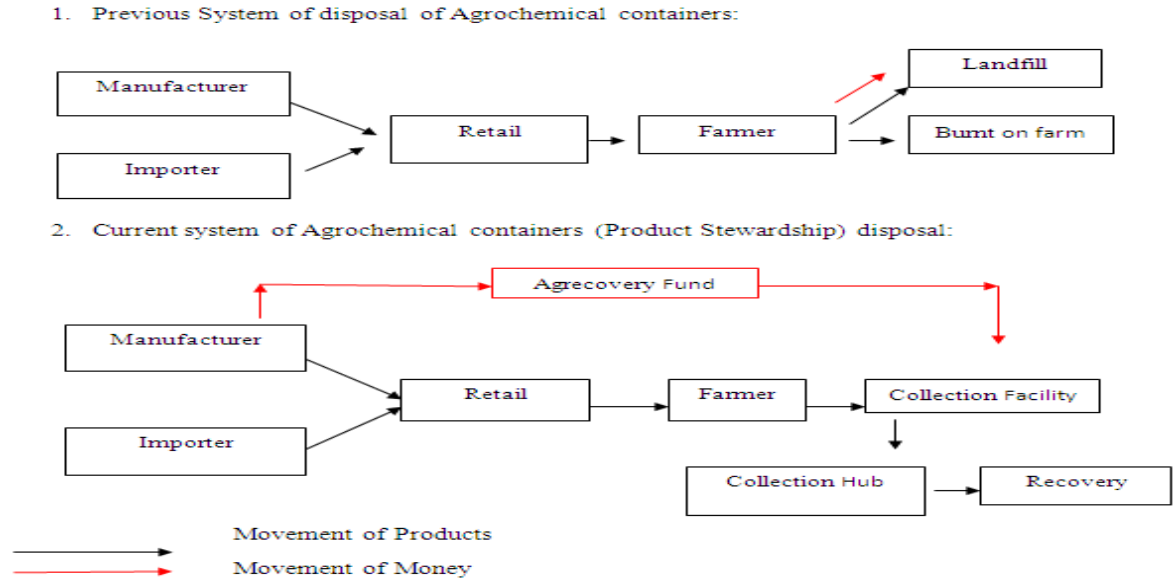 1. Previous System of disposal of Agrochemical containers:
Landfill
Manufacturer
Retail
Farmer
Burnt on farm
Importer
2. Current system of Agrochemical containers (Product Stewardship) disposal:
Agrecovery Fund
Manufacturer
Retail
Farmer
Collection Facility
Importer
Collection Hub
Recovery
Movement of Products
Movement of Money